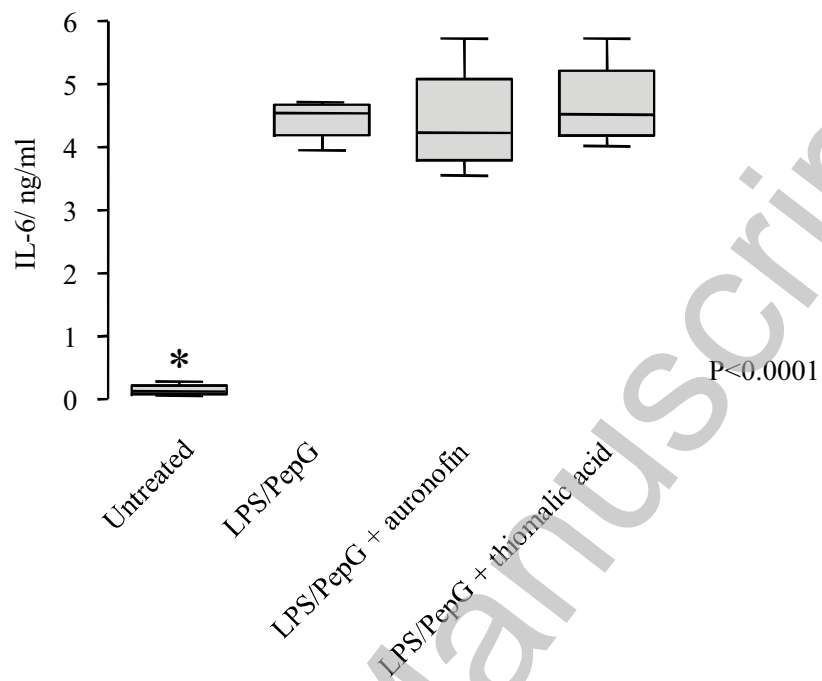 6
5
4
3
2
1
0
IL-6/ ng/ml
*
P<0.0001
Untreated
LPS/PepG
LPS/PepG + auronofin
LPS/PepG + thiomalic acid
Manuscrip